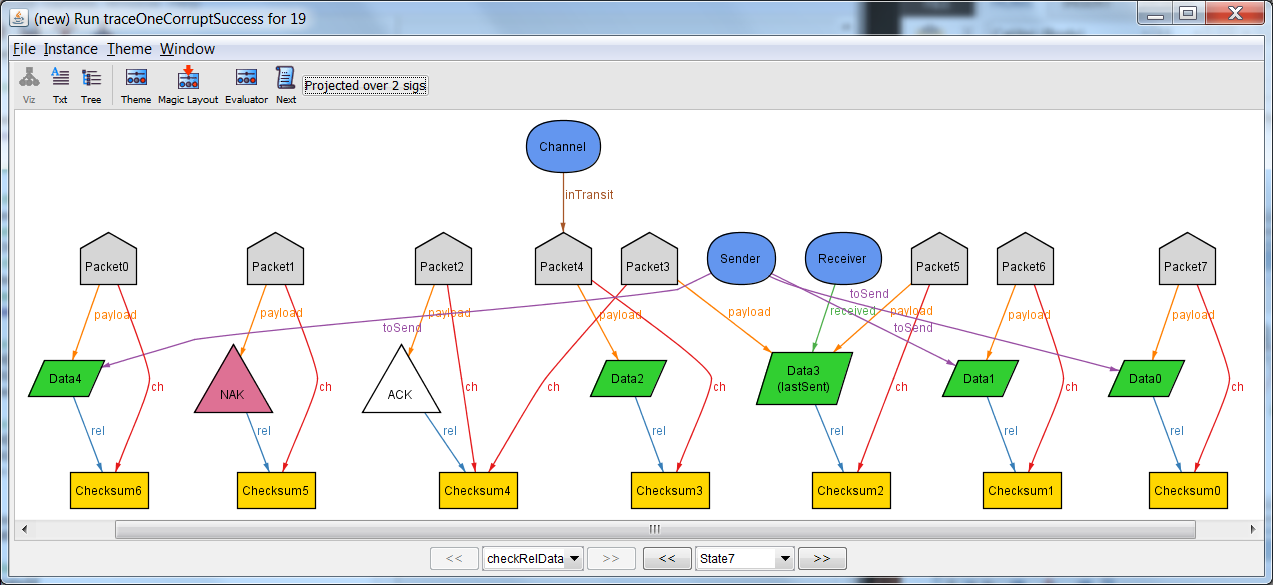 (new) Run traceOneCorruptSuccess for 19
File Instance Theme Window
Viz Txt Tree Theme Magic Layout Evaluator Next Projected over 2 sigs
Channel
inTransit
Packet0 Packet1 Packet2 Packet4 Packet3 Sender Receiver Packet5 Packet6 Packet7
toSend
payload payload payload payload payload received payload payload payload
toSend toSend
Data4 NAK ACK Data2 Data3 (lastSent) Data1 Data0
ch ch ch ch ch ch ch ch
rel rel rel rel rel rel rel
Checksum6 Checksum5 Checksum4 Checksum3 Checksum2 Checksum1 Checksum0
<< checkRelData >> << State7 >>